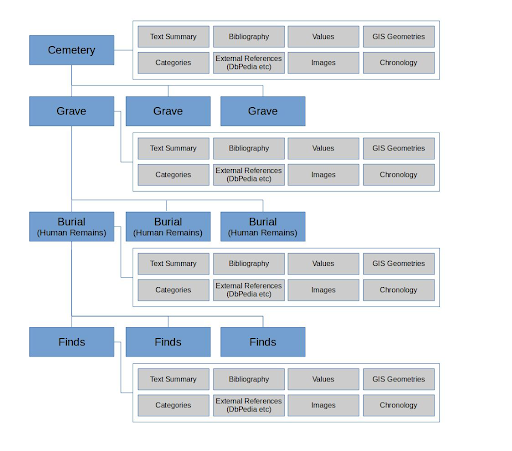 Text Summary
Bibliography
Values
GIS Geometries
Cemetery
Categories
External References
(DbPedia etc)
Images
Chronology
Grave
Grave
Grave
Text Summary
Bibliography
Values
GIS Geometries
Categories
External References
(DbPedia etc)
Images
Chronology
Burial
(Human Remains)
Burial
(Human Remains)
Burial
(Human Remains)
Text Summary
Bibliography
Values
GIS Geometries
Categories
External References
(DbPedia etc)
Images
Chronology
Finds
Finds
Finds
Text Summary
Bibliography
Values
GIS Geometries
Categories
External References
(DbPedia etc)
Images
Chronology